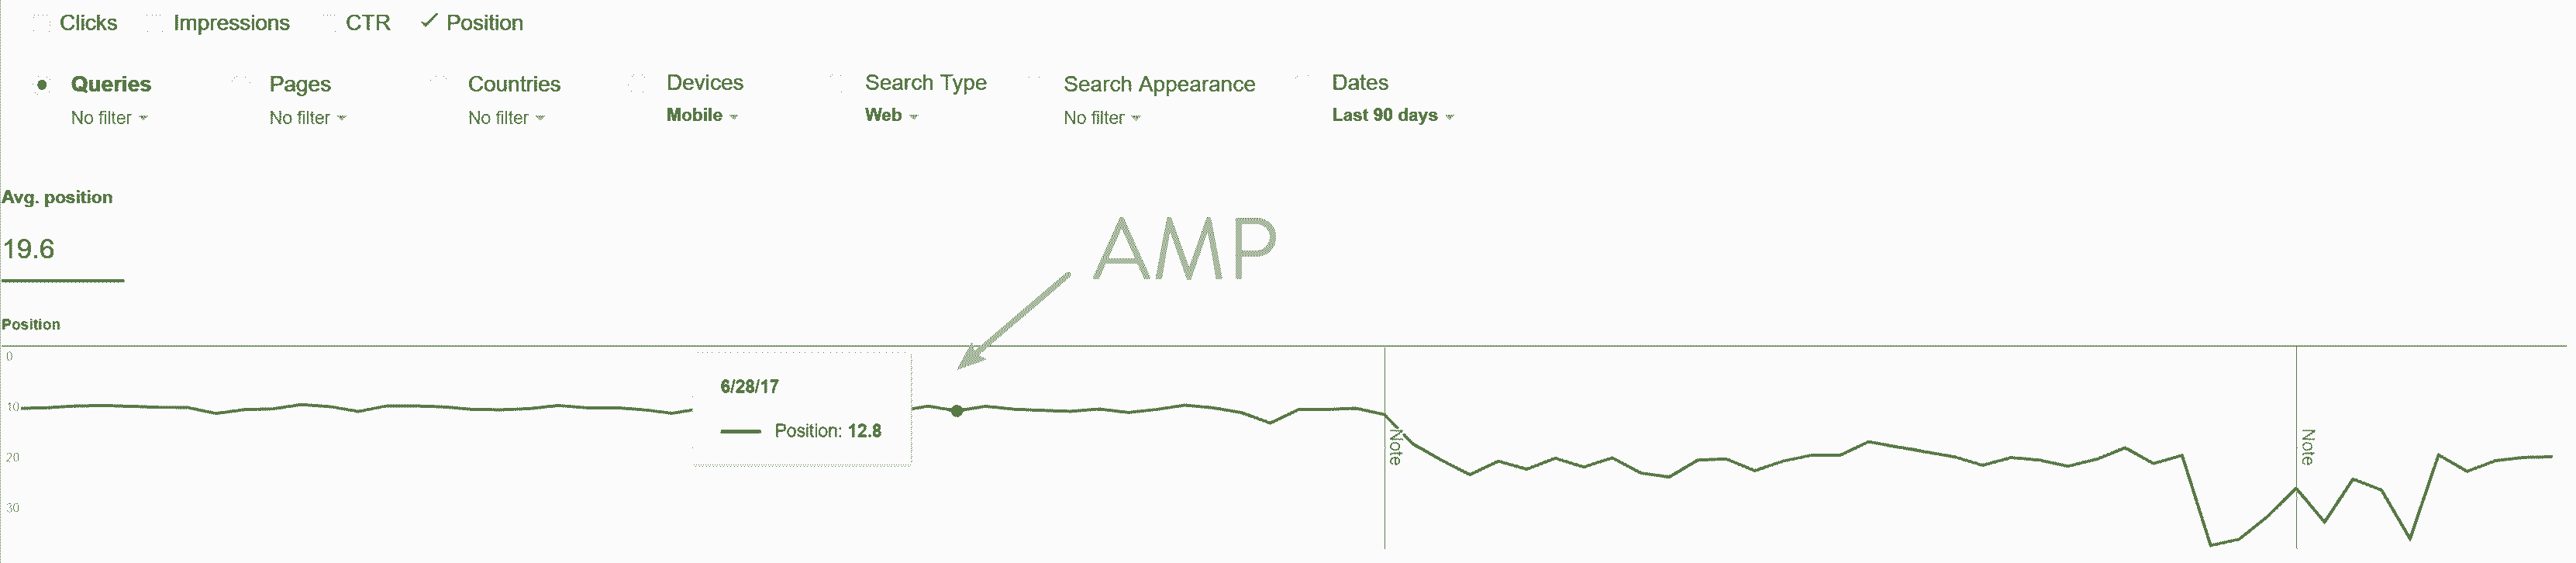 Clicks Impressions CTR Position
Queries Pages Countries Devices Search Type Search Appearance Dates
No filter No filter No filter Mobile Web No filter Last 90 days
Avg. position
19.6
AMP
Position
0
6/28/17
10
Position: 12.8
20
30
Note
Note